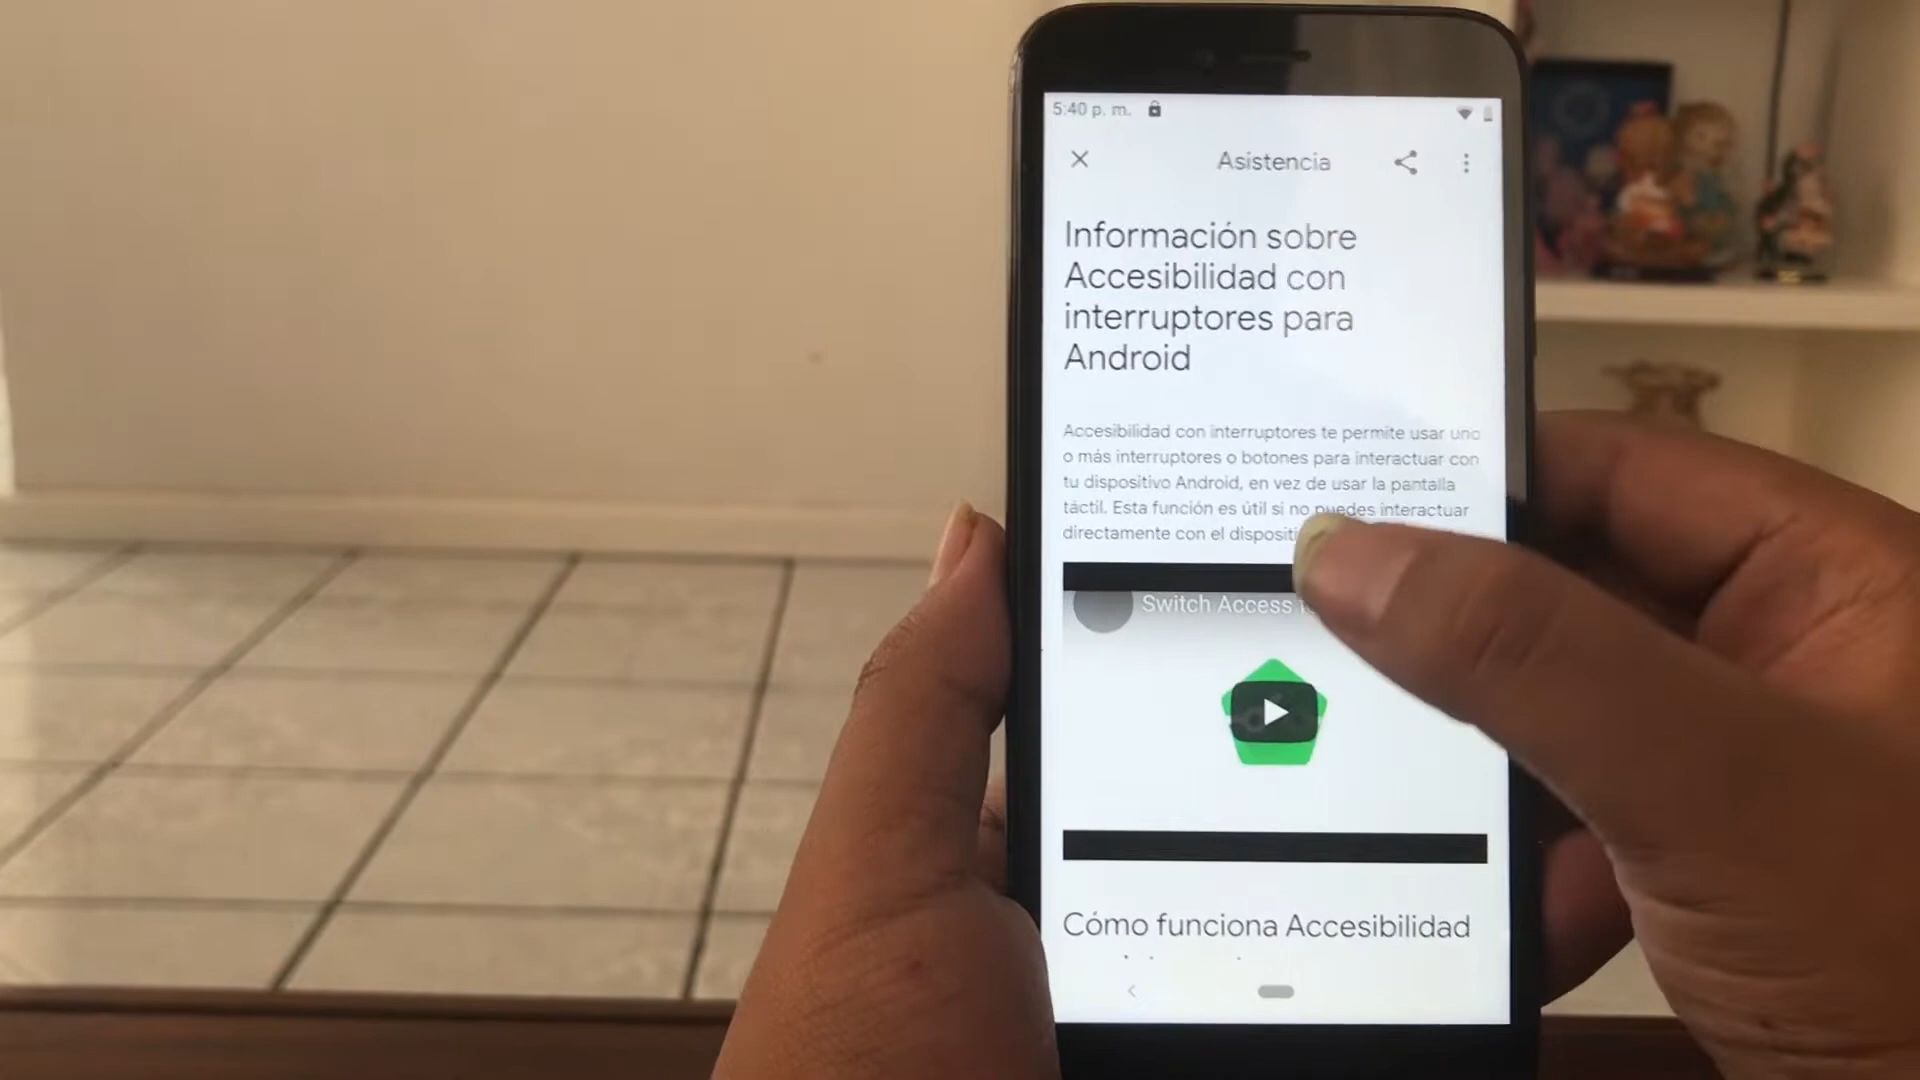 5:40 p. m.
Asistencia
Información sobre
Accesibilidad con
interruptores para
Android
Accesibilidad con interruptores te permite usar uno
o más interruptores o botones para interactuar con
tu dispositivo Android, en vez de usar la pantalla
táctil. Esta función es útil si no puedes interactuar
directamente con el
Switch Access
Cómo funciona Accesibilidad